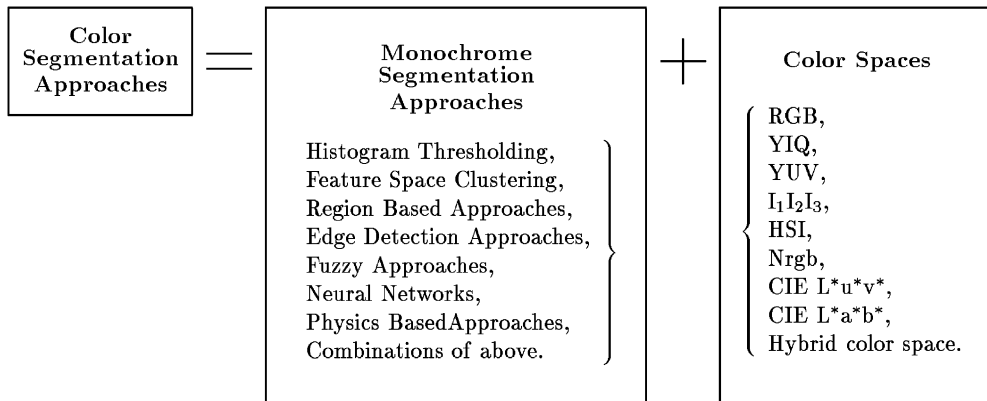 Color
Segmentation
Approaches
=
Monochrome
Segmentation
Approaches
Histogram Thresholding,
Feature Space Clustering,
Region Based Approaches,
Edge Detection Approaches,
Fuzzy Approaches,
Neural Networks,
Physics BasedApproaches,
Combinations of above.
+
Color Spaces
RGB,
YIQ,
YUV,
I₁I₂I₃,
HSI,
Nrgb,
CIE L*u*v*,
CIE L*a*b*,
Hybrid color space.